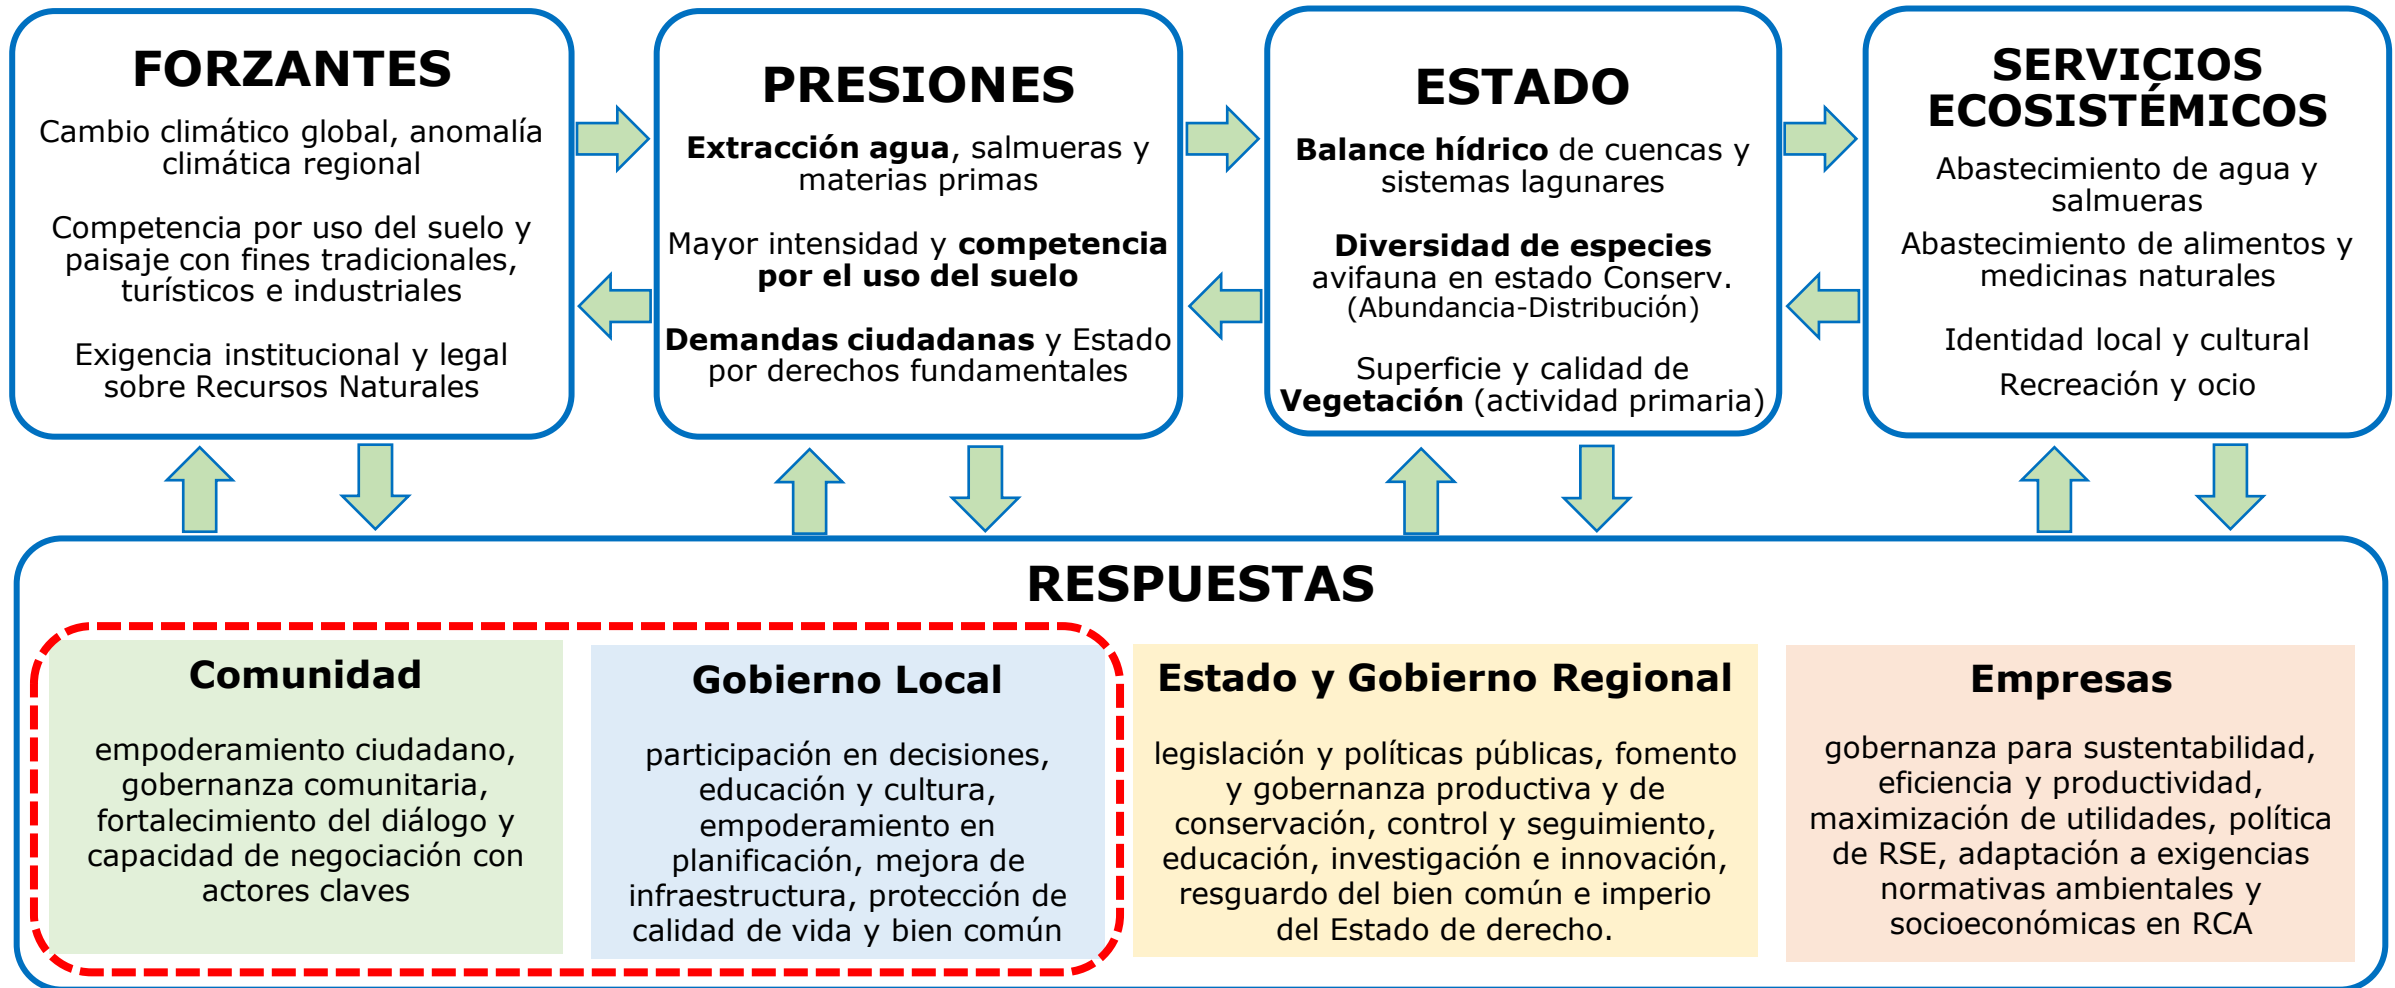 FORZANTES
Cambio climático global, anomalía
climática regional
Competencia por uso del suelo y
paisaje con fines tradicionales,
turísticos e industriales
Exigencia institucional y legal
sobre Recursos Naturales
PRESIONES
Extracción agua, salmueras y
materias primas
Mayor intensidad y competencia
por el uso del suelo
Demandas ciudadanas y Estado
por derechos fundamentales
ESTADO
Balance hídrico de cuencas y
sistemas lagunares
Diversidad de especies
avifauna en estado Conserv.
(Abundancia-Distribución)
Superficie y calidad de
Vegetación (actividad primaria)
SERVICIOS
ECOSISTÉMICOS
Abastecimiento de agua y
salmueras
Abastecimiento de alimentos y
medicinas naturales
Identidad local y cultural
Recreación y ocio
RESPUESTAS
Comunidad
empoderamiento ciudadano,
gobernanza comunitaria,
fortalecimiento del diálogo y
capacidad de negociación con
actores claves
Gobierno Local
participación en decisiones,
educación y cultura,
empoderamiento en
planificación, mejora de
infraestructura, protección de
calidad de vida y bien común
Estado y Gobierno Regional
legislación y políticas públicas, fomento
y gobernanza productiva y de
conservación, control y seguimiento,
educación, investigación e innovación,
resguardo del bien común e imperio
del Estado de derecho.
Empresas
gobernanza para sustentabilidad,
eficiencia y productividad,
maximización de utilidades, política
de RSE, adaptación a exigencias
normativas ambientales y
socioeconómicas en RCA